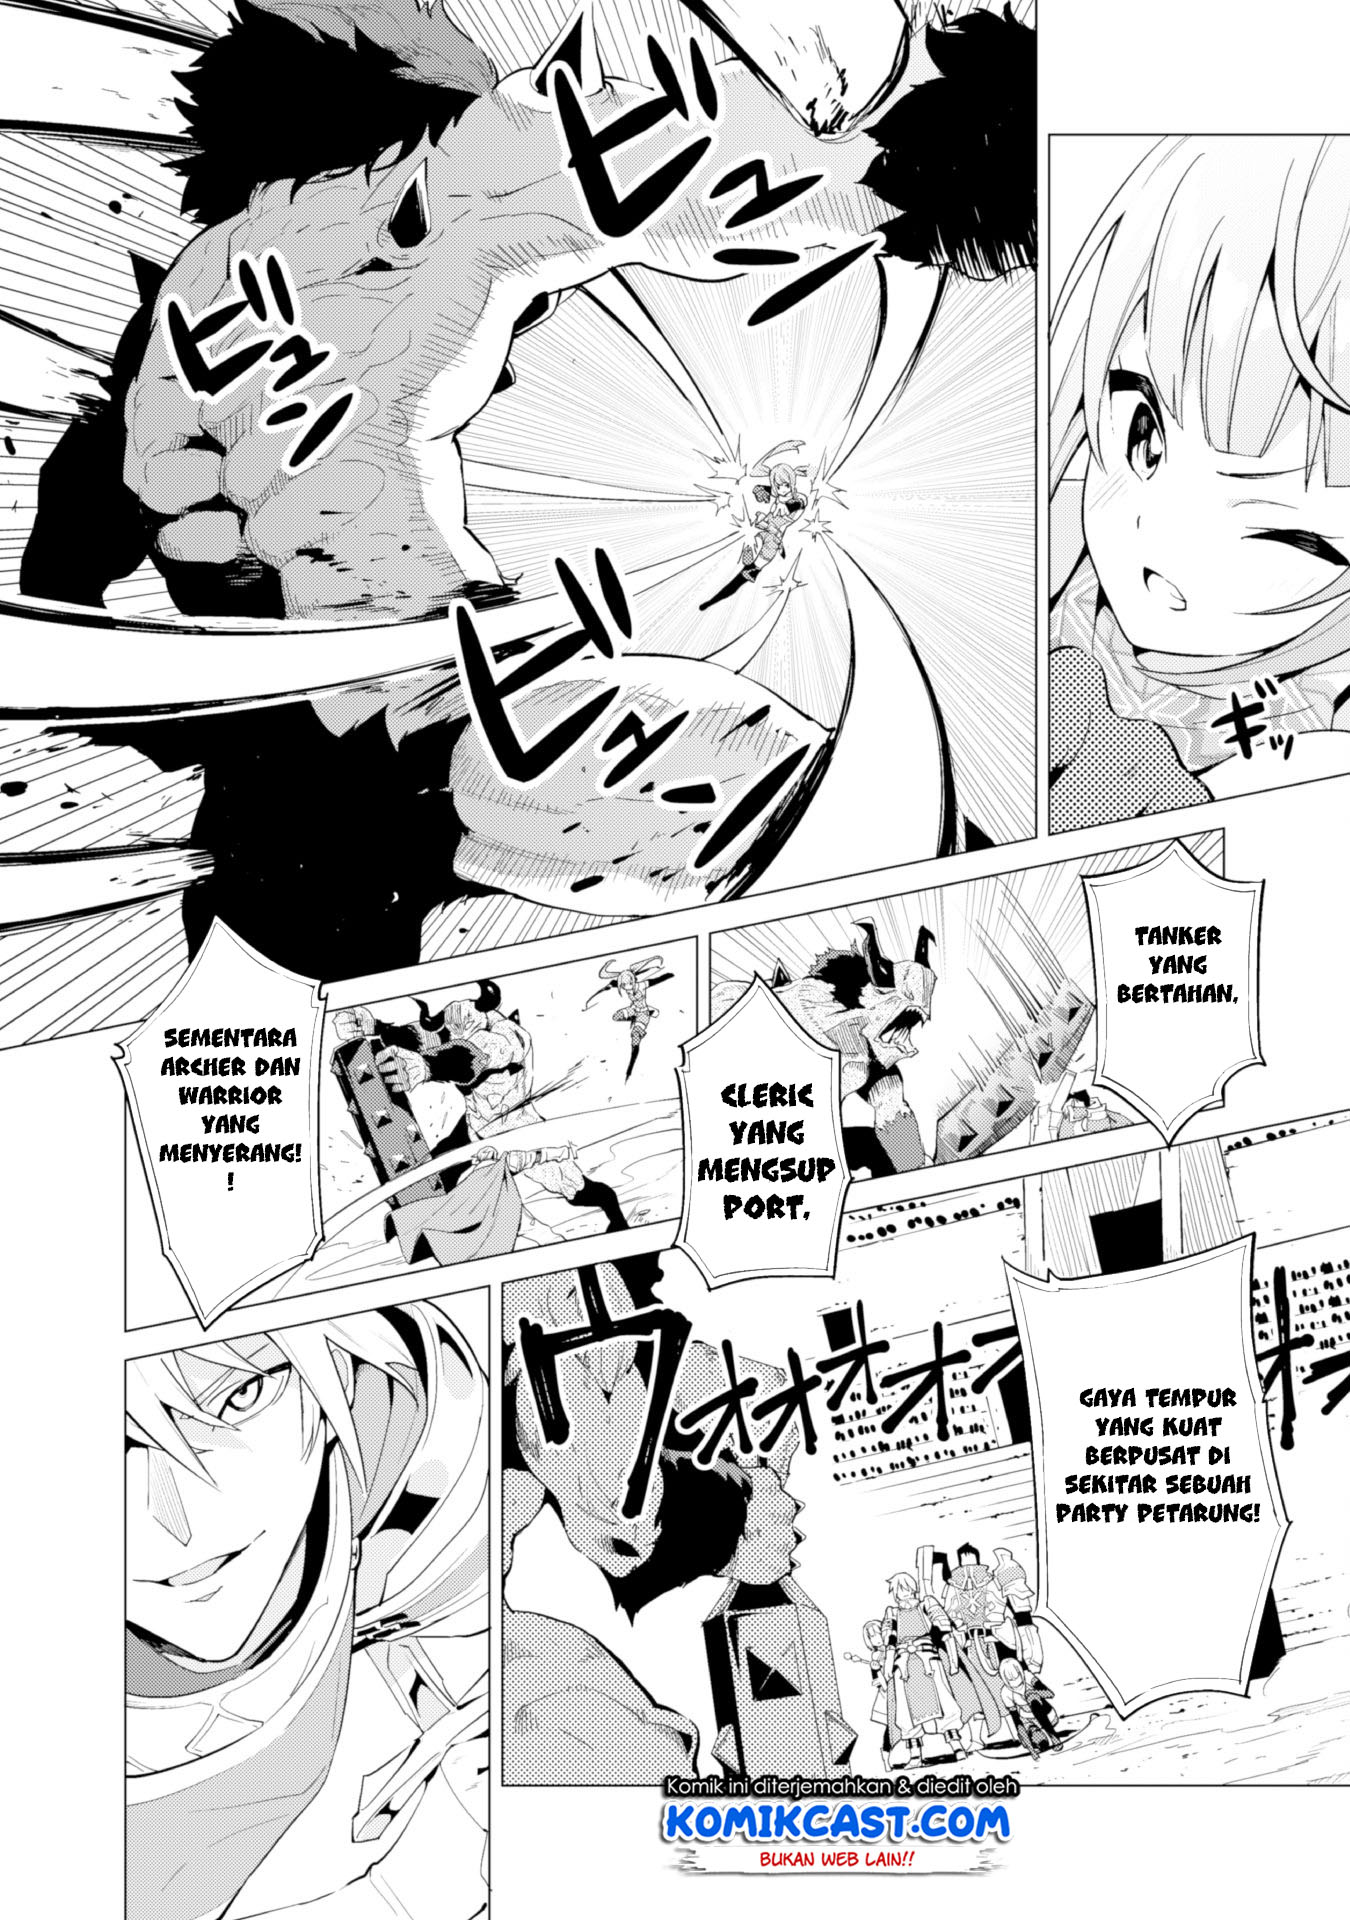 ギッ
ビュン
ビュン
ビュン
TANKER
YANG
BERTAHAN,
CLERIC
YANG
MENGSUP
PORT,
SEMENTARA
ARCHER DAN
WARRIOR
YANG
MENYERANG!
!
GAYA TEMPUR
YANG KUAT
BERPUSAT DI
SEKITAR SEBUAH
PARTY PETARUNG!
ウォオオオオ
Komik ini diterjemahkan & diedit oleh
KOMIKCAST.COM
BUKAN WEB LAIN!!